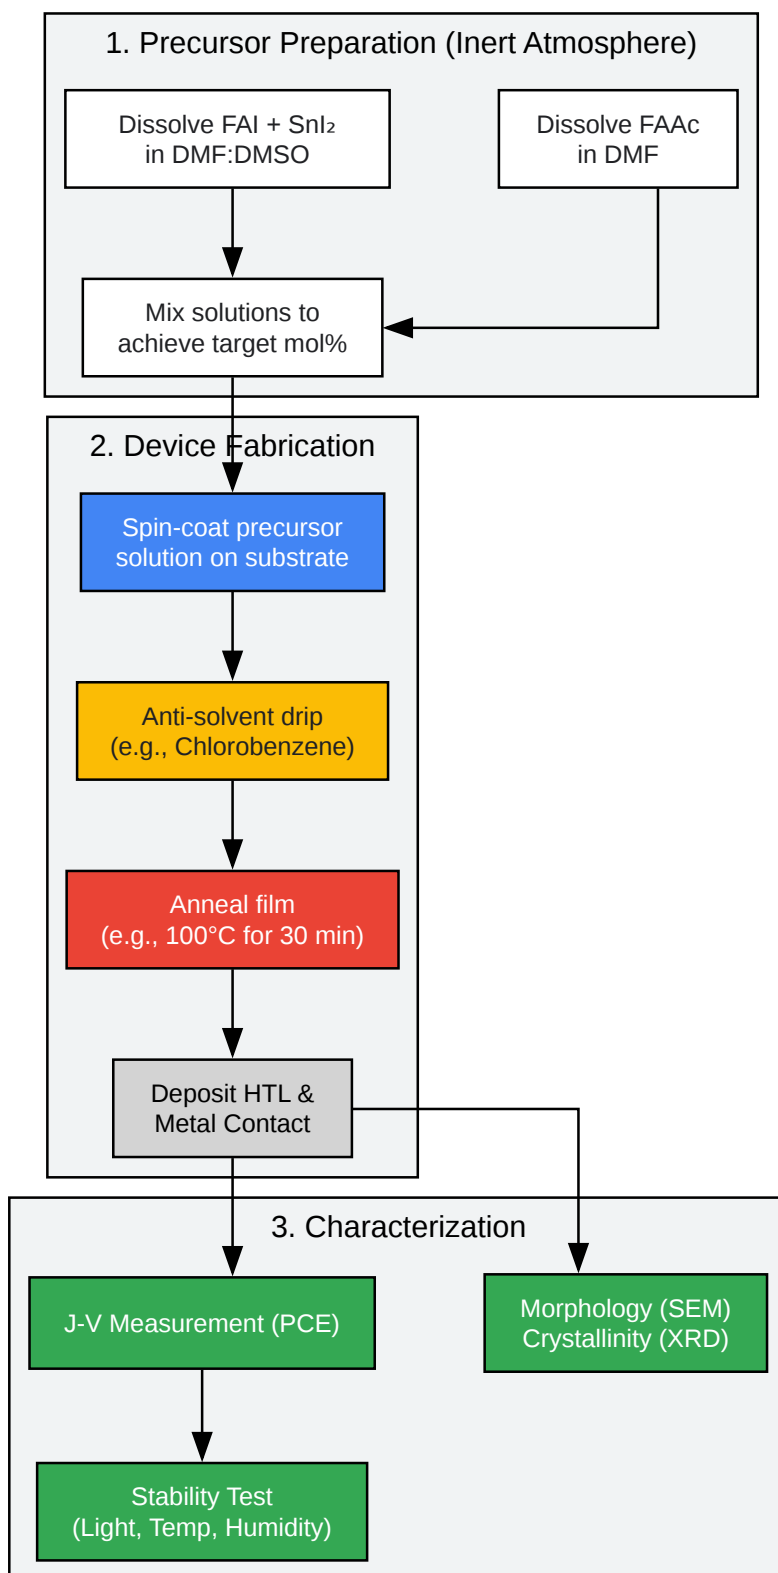 1. Precursor Preparation (Inert Atmosphere)
Dissolve FAI + SnI₂
in DMF:DMSO
Dissolve FAAc
in DMF
Mix solutions to
achieve target mol%
2. Device Fabrication
Spin-coat precursor
solution on substrate
Anti-solvent drip
(e.g., Chlorobenzene)
Anneal film
(e.g., 100°C for 30 min)
Deposit HTL &
Metal Contact
3. Characterization
J-V Measurement (PCE)
Morphology (SEM)
Crystallinity (XRD)
Stability Test
(Light, Temp, Humidity)